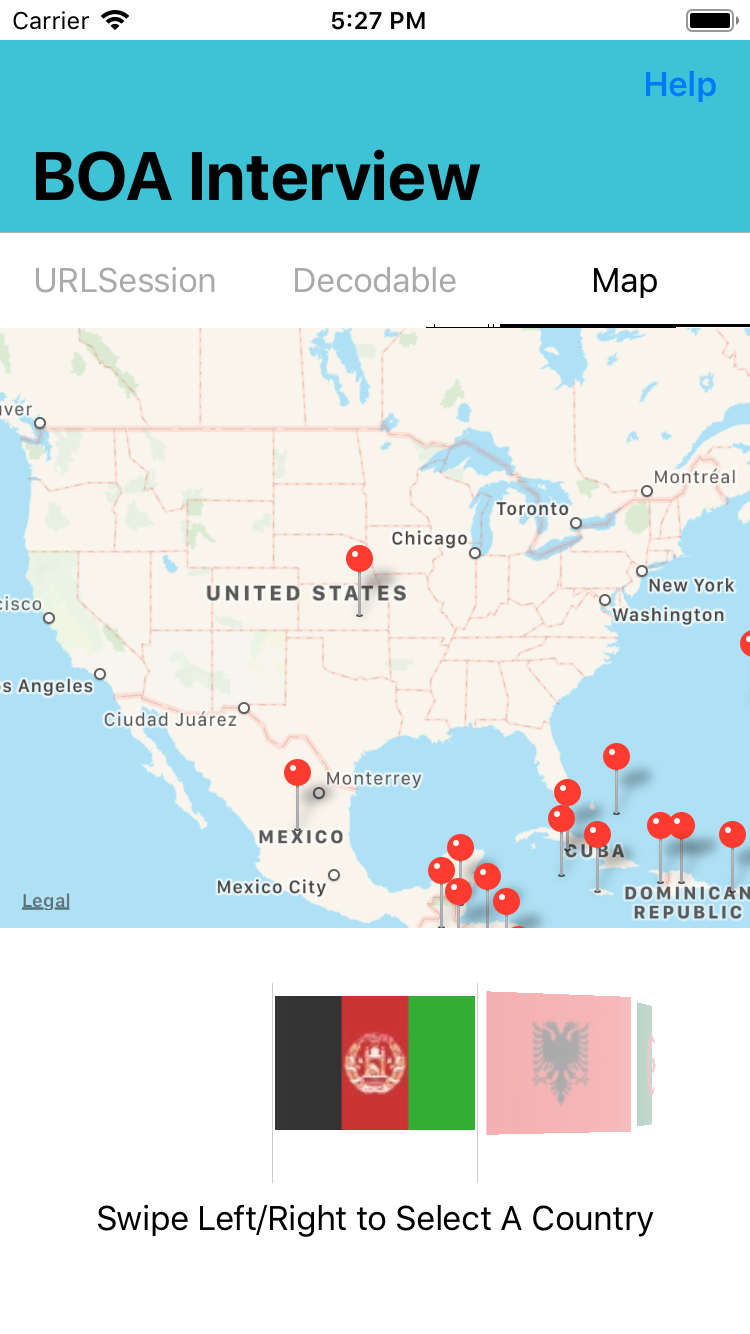 Carrier 5:27 PM
Help
BOA Interview
URLSession Decodable Map
ver
Montréal
Toronto
Chicago
New York
UNITED STATES
cisco
Washington
s Angeles
Ciudad Juárez
Monterrey
MEXICO
CUBA
Mexico City
DOMINICAN
REPUBLIC
Legal
Swipe Left/Right to Select A Country